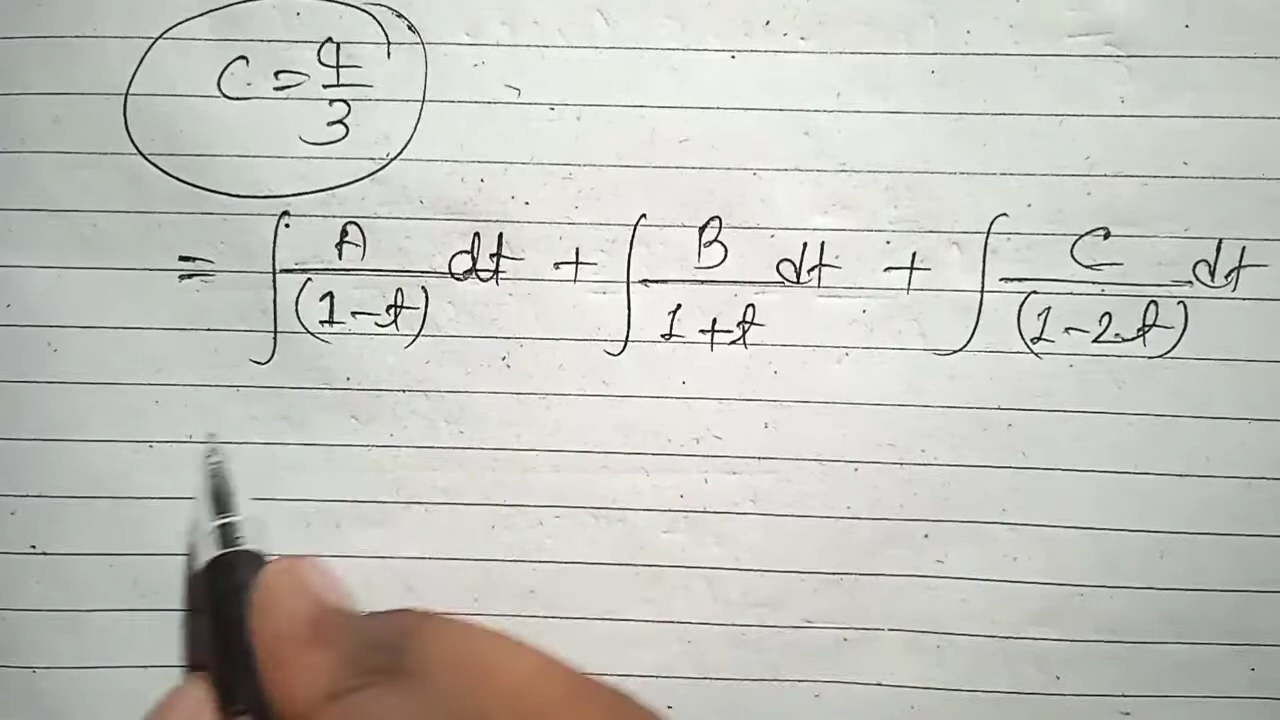 C = 4/3
= ∫ A/(1-t) dt + ∫ B/1+t dt + ∫ C/(1-2t) dt